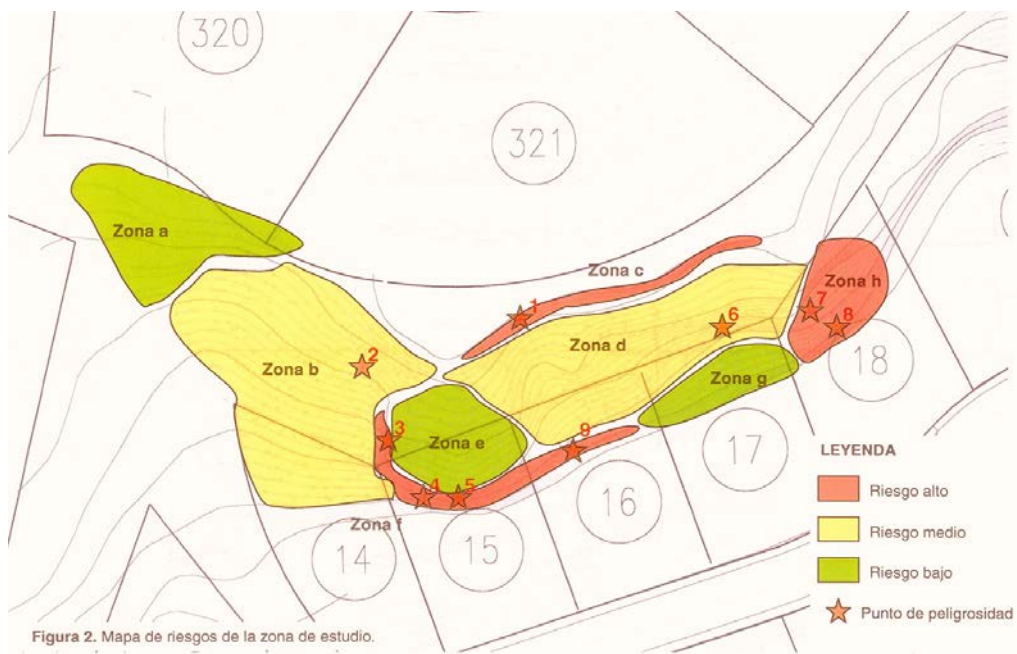 320
321
Zona a
Zona c
Zona h
1
7
8
6
Zona d
2
Zona b
18
Zona g
3
Zona e
9
17
4
5
16
Zona f
15
14
LEYENDA
Riesgo alto
Riesgo medio
Riesgo bajo
Punto de peligrosidad
Figura 2. Mapa de riesgos de la zona de estudio.